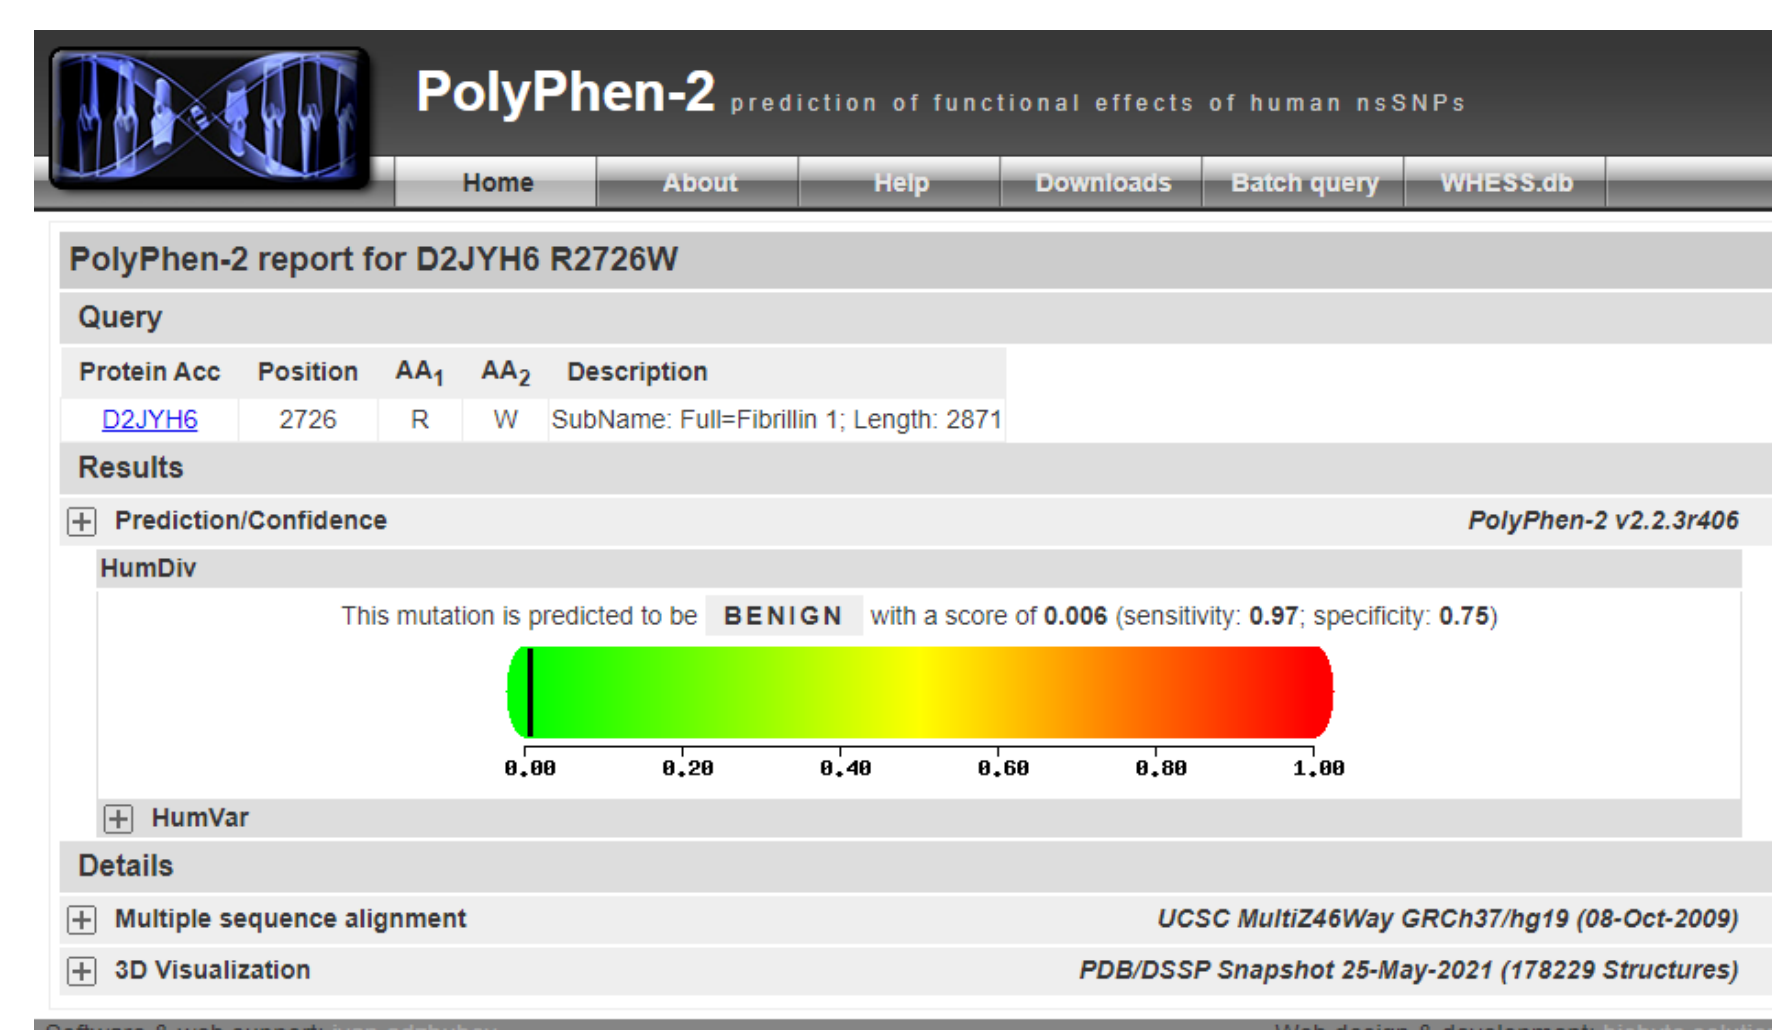 PolyPhen-2 prediction of functional effects of human nsSNPs
Home About Help Downloads Batch query WHESS.db
PolyPhen-2 report for D2JYH6 R2726W
Query
Protein Acc Position AA1 AA2 Description
D2JYH6 2726 R W SubName: Full=Fibrillin 1; Length: 2871
Results
Prediction/Confidence PolyPhen-2 v2.2.3r406
HumDiv
This mutation is predicted to be BENIGN with a score of 0.006 (sensitivity: 0.97; specificity: 0.75)
0.00 0.20 0.40 0.60 0.80 1.00
HumVar
Details
Multiple sequence alignment UCSC MultiZ46Way GRCh37/hg19 (08-Oct-2009)
3D Visualization PDB/DSSP Snapshot 25-May-2021 (178229 Structures)